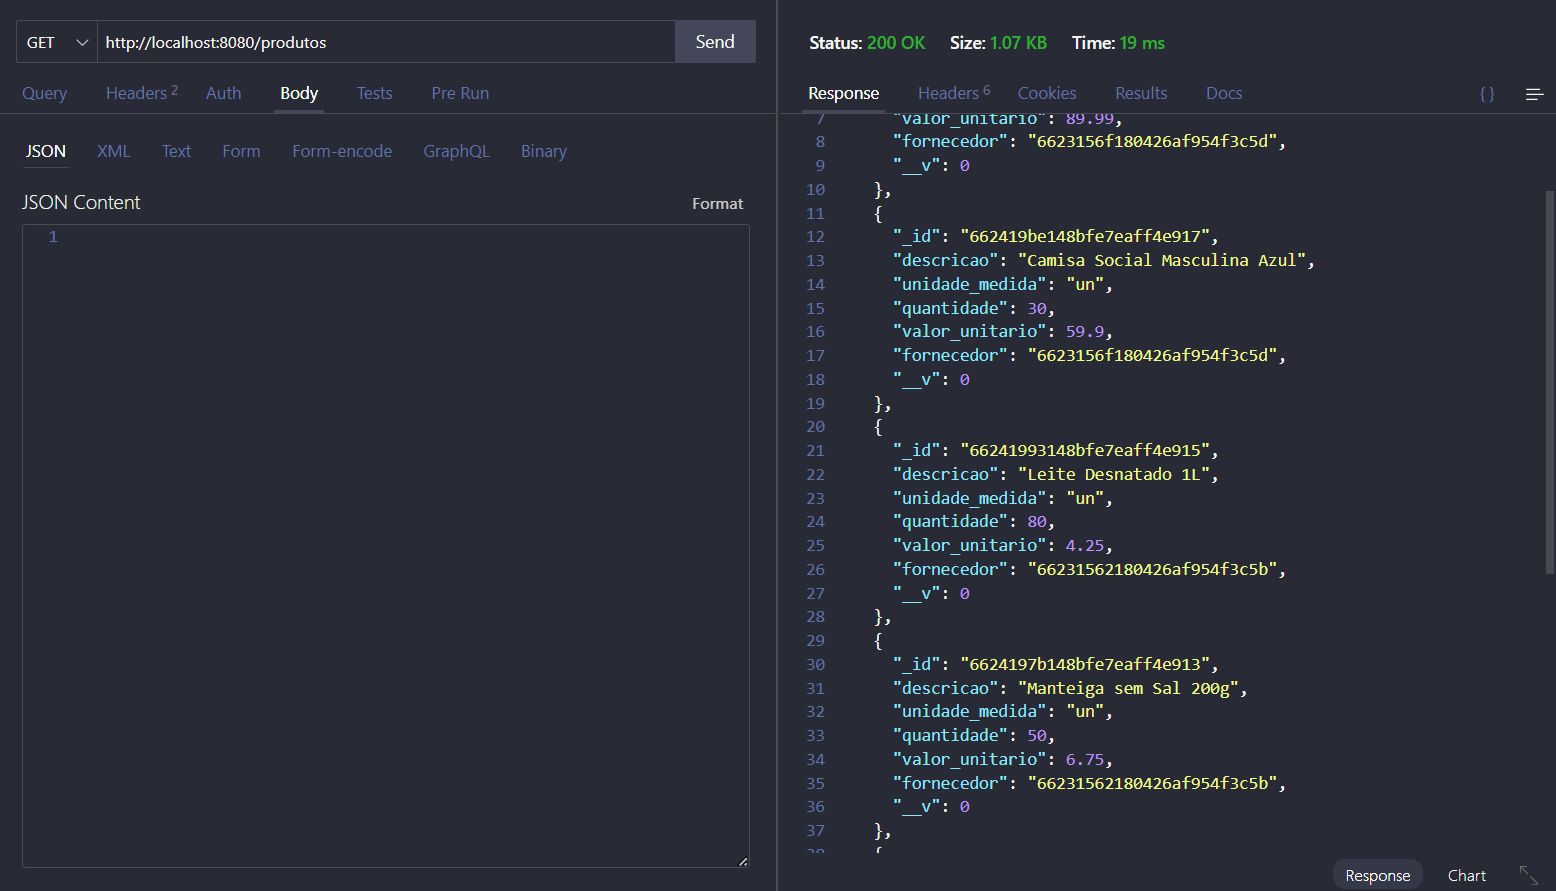 GET http://localhost:8080/produtos Send
Query Headers 2 Auth Body Tests Pre Run
JSON XML Text Form Form-encode GraphQL Binary
JSON Content Format
1
Status: 200 OK Size: 1.07 KB Time: 19 ms
Response Headers 6 Cookies Results Docs { }
7 "valor_unitario": 89.99,
8 "fornecedor": "6623156f180426af954f3c5d",
9 "__v": 0
10 },
11 {
12 "_id": "662419be148bfe7eaff4e917",
13 "descricao": "Camisa Social Masculina Azul",
14 "unidade_medida": "un",
15 "quantidade": 30,
16 "valor_unitario": 59.9,
17 "fornecedor": "6623156f180426af954f3c5d",
18 "__v": 0
19 },
20 {
21 "_id": "66241993148bfe7eaff4e915",
22 "descricao": "Leite Desnatado 1L",
23 "unidade_medida": "un",
24 "quantidade": 80,
25 "valor_unitario": 4.25,
26 "fornecedor": "66231562180426af954f3c5b",
27 "__v": 0
28 },
29 {
30 "_id": "6624197b148bfe7eaff4e913",
31 "descricao": "Manteiga sem Sal 200g",
32 "unidade_medida": "un",
33 "quantidade": 50,
34 "valor_unitario": 6.75,
35 "fornecedor": "66231562180426af954f3c5b",
36 "__v": 0
37 },
38 {
Response Chart